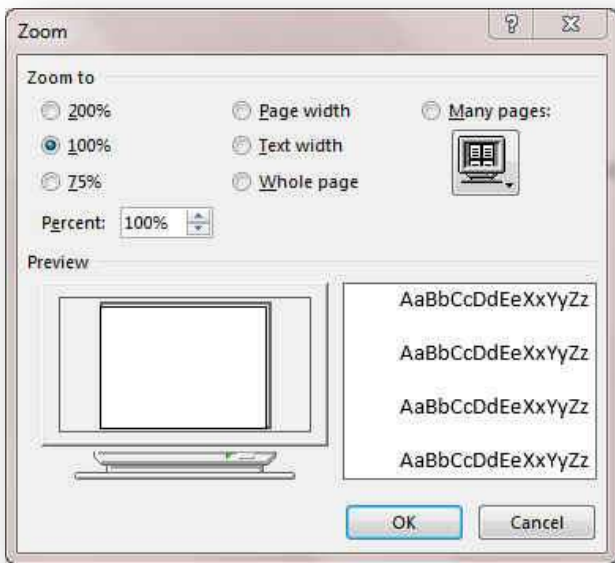 Zoom
Zoom to
200% Page width Many pages:
100% Text width
75% Whole page
Percent: 100%
Preview
AaBbCcDdEeXxYyZz
AaBbCcDdEeXxYyZz
AaBbCcDdEeXxYyZz
AaBbCcDdEeXxYyZz
OK Cancel